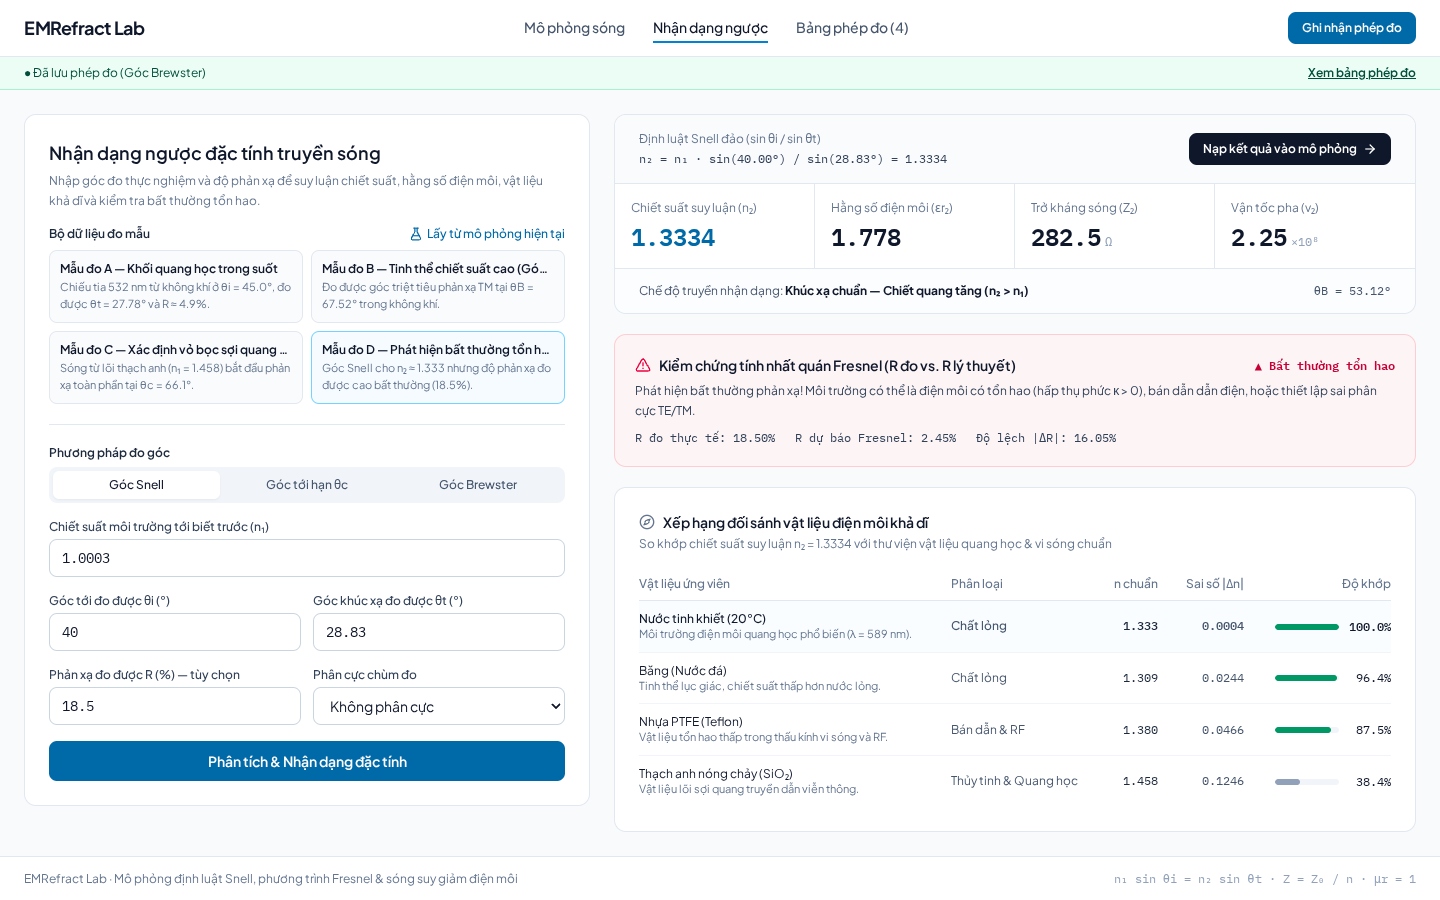 EMRefract Lab
Mô phỏng sóng
Nhận dạng ngược
Bảng phép đo (4)
Ghi nhận phép đo
● Đã lưu phép đo (Góc Brewster)
Xem bảng phép đo
Nhận dạng ngược đặc tính truyền sóng
Nhập góc đo thực nghiệm và độ phản xạ để suy luận chiết suất, hằng số điện môi, vật liệu
khả dĩ và kiểm tra bất thường tổn hao.
Bộ dữ liệu đo mẫu
Lấy từ mô phỏng hiện tại
Mẫu đo A — Khối quang học trong suốt
Chiếu tia 532 nm từ không khí ở θi = 45.0°, đo
được θt = 27.78° và R ≈ 4.9%.
Mẫu đo B — Tinh thể chiết suất cao (Gó...
Đo được góc triệt tiêu phản xạ TM tại θB =
67.52° trong không khí.
Mẫu đo C — Xác định vỏ bọc sợi quang ...
Sóng từ lõi thạch anh (n₁ = 1.458) bắt đầu phản
xạ toàn phần tại θc = 66.1°.
Mẫu đo D — Phát hiện bất thường tổn h...
Góc Snell cho n₂ ≈ 1.333 nhưng độ phản xạ đo
được cao bất thường (18.5%).
Phương pháp đo góc
Góc Snell
Góc tới hạn θc
Góc Brewster
Chiết suất môi trường tới biết trước (n₁)
1.0003
Góc tới đo được θi (°)
Góc khúc xạ đo được θt (°)
40
28.83
Phản xạ đo được R (%) — tùy chọn
Phân cực chùm đo
18.5
Không phân cực
Phân tích & Nhận dạng đặc tính
Định luật Snell đảo (sin θi / sin θt)
n₂ = n₁ · sin(40.00°) / sin(28.83°) = 1.3334
Nạp kết quả vào mô phỏng →
Chiết suất suy luận (n₂)
1.3334
Hằng số điện môi (εr₂)
1.778
Trở kháng sóng (Z₂)
282.5 Ω
Vận tốc pha (v₂)
2.25 ×10⁸
Chế độ truyền nhận dạng: Khúc xạ chuẩn — Chiết quang tăng (n₂ > n₁)
θB = 53.12°
Kiểm chứng tính nhất quán Fresnel (R đo vs. R lý thuyết)
▲ Bất thường tổn hao
Phát hiện bất thường phản xạ! Môi trường có thể là điện môi có tổn hao (hấp thụ phức κ > 0), bán dẫn dẫn điện, hoặc thiết lập sai phân
cực TE/TM.
R đo thực tế: 18.50% R dự báo Fresnel: 2.45% Độ lệch |ΔR|: 16.05%
Xếp hạng đối sánh vật liệu điện môi khả dĩ
So khớp chiết suất suy luận n₂ = 1.3334 với thư viện vật liệu quang học & vi sóng chuẩn
Vật liệu ứng viên
Phân loại
n chuẩn
Sai số |Δn|
Độ khớp
Nước tinh khiết (20°C)
Môi trường điện môi quang học phổ biến (λ = 589 nm).
Chất lỏng
1.333
0.0004
100.0%
Băng (Nước đá)
Tinh thể lục giác, chiết suất thấp hơn nước lỏng.
Chất lỏng
1.309
0.0244
96.4%
Nhựa PTFE (Teflon)
Vật liệu tổn hao thấp trong thấu kính vi sóng và RF.
Bán dẫn & RF
1.380
0.0466
87.5%
Thạch anh nóng chảy (SiO₂)
Vật liệu lõi sợi quang truyền dẫn viễn thông.
Thủy tinh & Quang học
1.458
0.1246
38.4%
EMRefract Lab · Mô phỏng định luật Snell, phương trình Fresnel & sóng suy giảm điện môi
n₁ sin θi = n₂ sin θt · Z = Z₀ / n · μr = 1